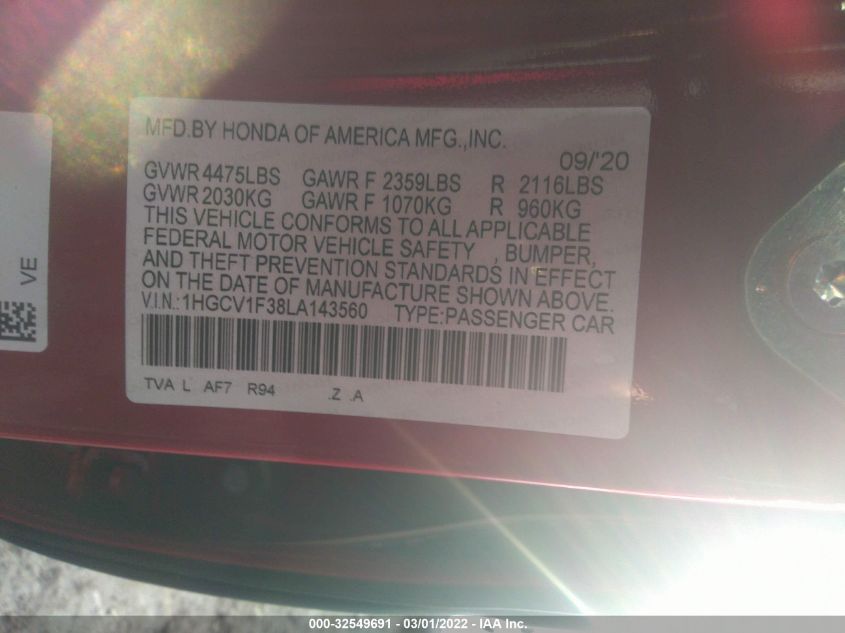 MFD.BY HONDA OF AMERICA MFG.,INC.
09/'20
GVWR 4475LBS GAWR F 2359LBS R 2116LBS
GVWR 2030KG GAWR F 1070KG R 960KG
THIS VEHICLE CONFORMS TO ALL APPLICABLE
FEDERAL MOTOR VEHICLE SAFETY , BUMPER,
AND THEFT PREVENTION STANDARDS IN EFFECT
ON THE DATE OF MANUFACTURE SHOWN ABOVE.
V.I.N.:1HGCV1F38LA143560 TYPE:PASSENGER CAR
TVA L AF7 R94 .Z .A
VE
000-32549691 - 03/01/2022 - IAA Inc.